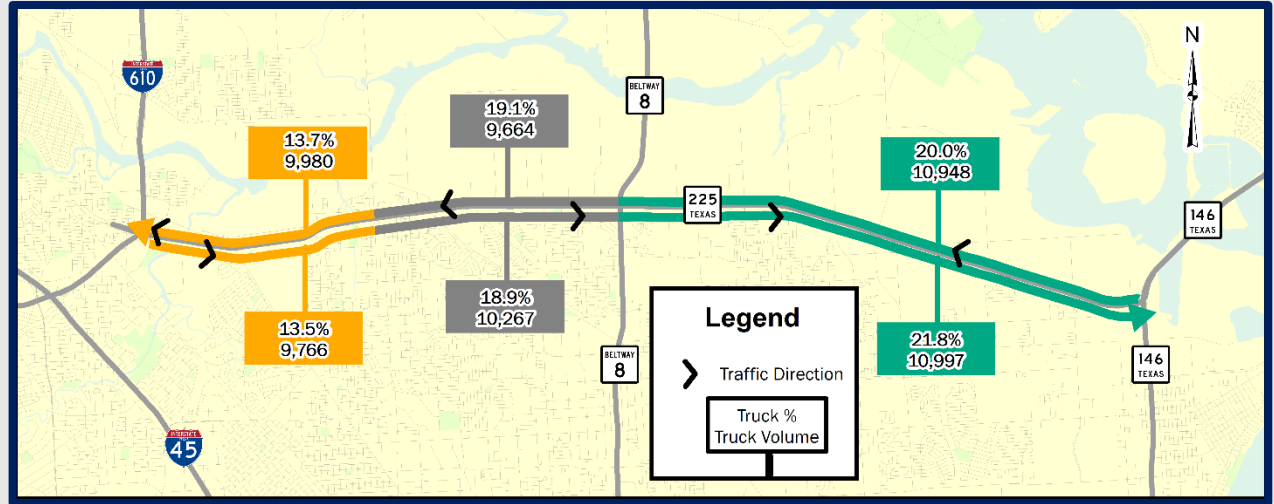 N
INTERSTATE
610
BELTWAY
8
19.1%
9,664
13.7%
9,980
20.0%
10,948
225
TEXAS
146
TEXAS
18.9%
10,267
13.5%
9,766
21.8%
10,997
BELTWAY
8
146
TEXAS
INTERSTATE
45
Legend
Traffic Direction
Truck %
Truck Volume